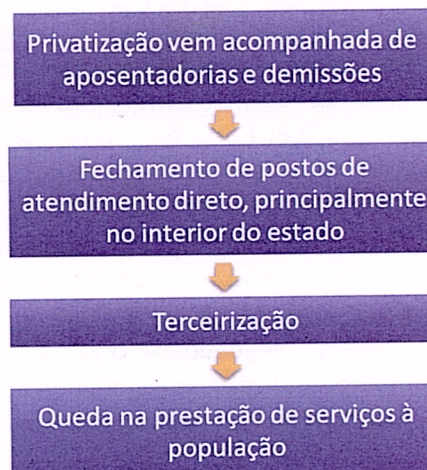 Privatização vem acompanhada de
aposentadorias e demissões
Fechamento de postos de
atendimento direto, principalmente
no interior do estado
Terceirização
Queda na prestação de serviços à
população